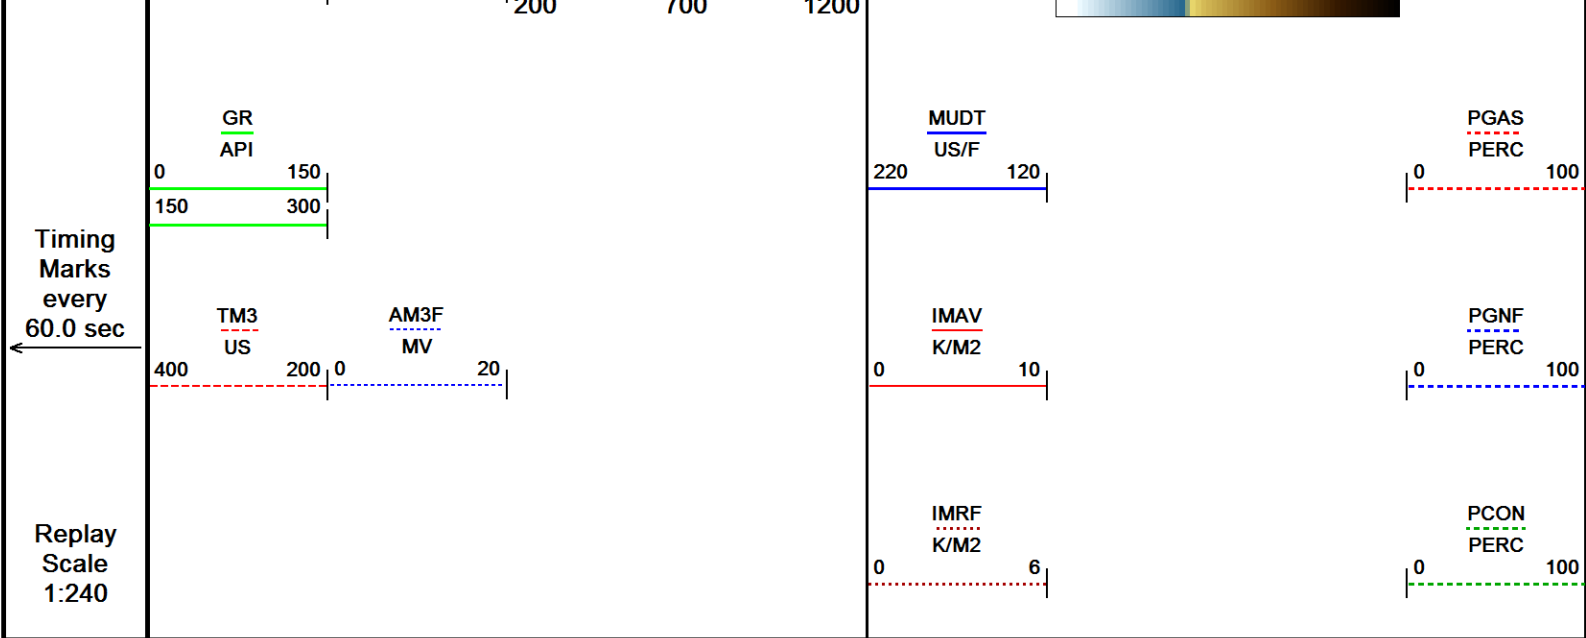 200 700 1200
GR
API
0 150
150 300
TM3
US
400 200
AM3F
MV
0 20
MUDT
US/F
220 120
IMAV
K/M2
0 10
IMRF
K/M2
0 6
PGAS
PERC
0 100
PGNF
PERC
0 100
PCON
PERC
0 100
Timing
Marks
every
60.0 sec
Replay
Scale
1:240